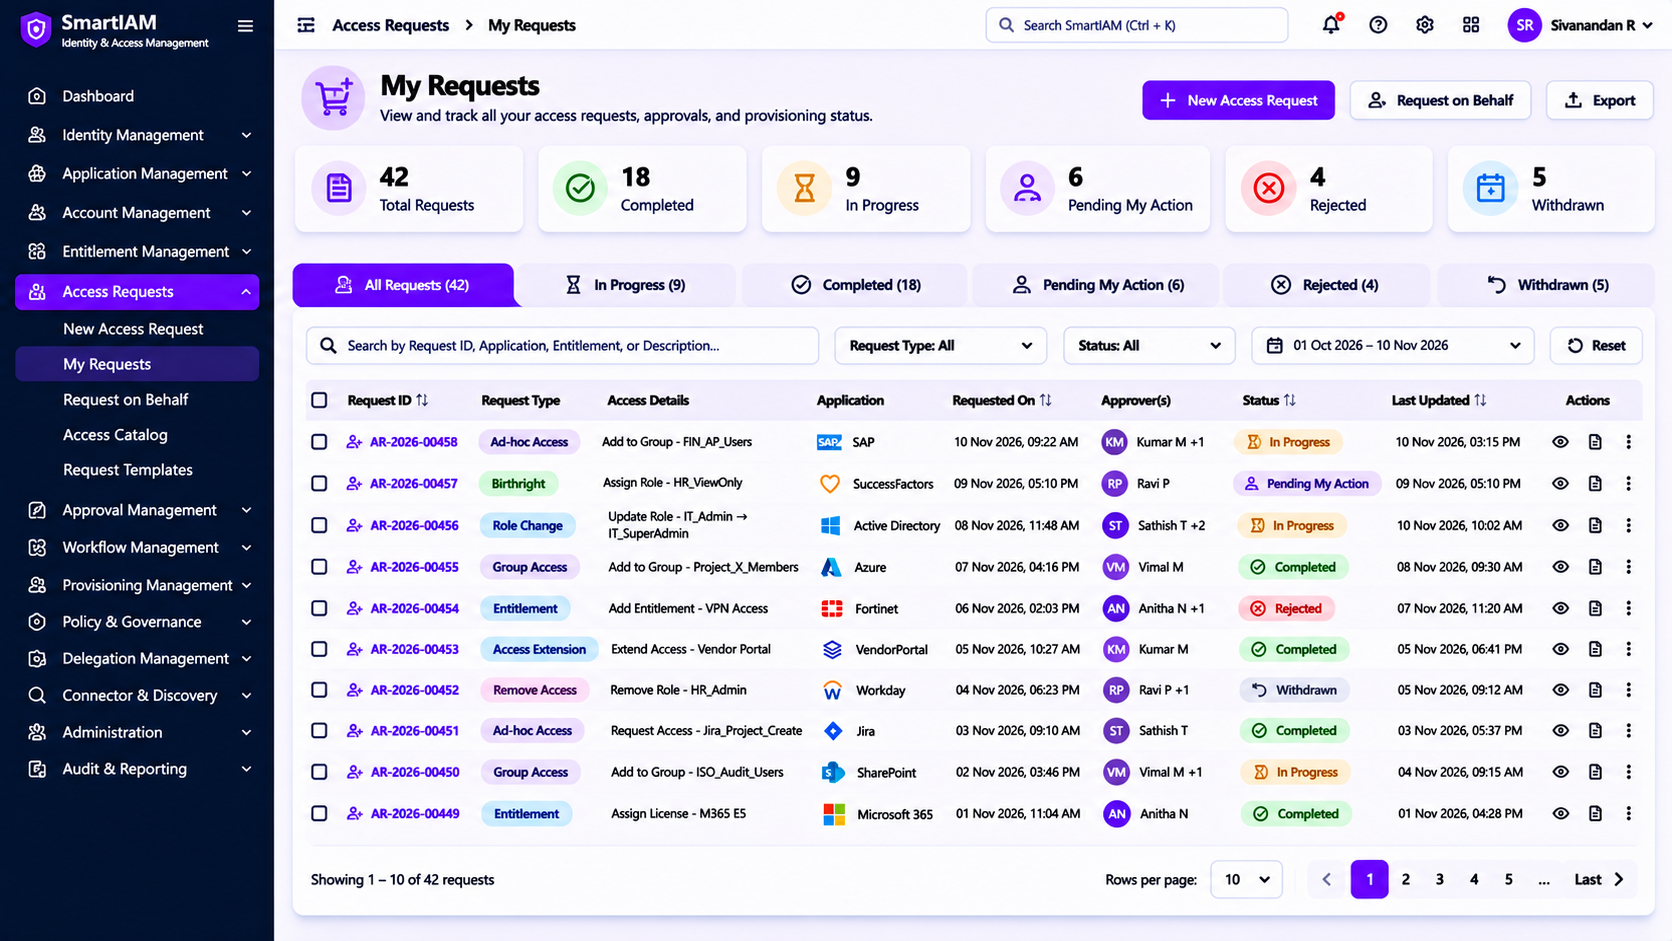 SmartIAM
Identity & Access Management
Dashboard
Identity Management
Application Management
Account Management
Entitlement Management
Access Requests
New Access Request
My Requests
Request on Behalf
Access Catalog
Request Templates
Approval Management
Workflow Management
Provisioning Management
Policy & Governance
Delegation Management
Connector & Discovery
Administration
Audit & Reporting
Access Requests > My Requests
Search SmartIAM (Ctrl + K)
SR Sivanandan R
My Requests
View and track all your access requests, approvals, and provisioning status.
+ New Access Request
Request on Behalf
Export
42 Total Requests
18 Completed
9 In Progress
6 Pending My Action
4 Rejected
5 Withdrawn
All Requests (42)
In Progress (9)
Completed (18)
Pending My Action (6)
Rejected (4)
Withdrawn (5)
Search by Request ID, Application, Entitlement, or Description...
Request Type: All
Status: All
01 Oct 2026 – 10 Nov 2026
Reset
Request ID Request Type Access Details Application Requested On Approver(s) Status Last Updated Actions
AR-2026-00458 Ad-hoc Access Add to Group - FIN_AP_Users SAP SAP 10 Nov 2026, 09:22 AM KM Kumar M +1 In Progress 10 Nov 2026, 03:15 PM
AR-2026-00457 Birthright Assign Role - HR_ViewOnly SuccessFactors 09 Nov 2026, 05:10 PM RP Ravi P Pending My Action 09 Nov 2026, 05:10 PM
AR-2026-00456 Role Change Update Role - IT_Admin → IT_SuperAdmin Active Directory 08 Nov 2026, 11:48 AM ST Sathish T +2 In Progress 10 Nov 2026, 10:02 AM
AR-2026-00455 Group Access Add to Group - Project_X_Members Azure 07 Nov 2026, 04:16 PM VM Vimal M Completed 08 Nov 2026, 09:30 AM
AR-2026-00454 Entitlement Add Entitlement - VPN Access Fortinet 06 Nov 2026, 02:03 PM AN Anitha N +1 Rejected 07 Nov 2026, 11:20 AM
AR-2026-00453 Access Extension Extend Access - Vendor Portal VendorPortal 05 Nov 2026, 10:27 AM KM Kumar M Completed 05 Nov 2026, 06:41 PM
AR-2026-00452 Remove Access Remove Role - HR_Admin Workday 04 Nov 2026, 06:23 PM RP Ravi P +1 Withdrawn 05 Nov 2026, 09:12 AM
AR-2026-00451 Ad-hoc Access Request Access - Jira_Project_Create Jira 03 Nov 2026, 09:10 AM ST Sathish T Completed 03 Nov 2026, 05:37 PM
AR-2026-00450 Group Access Add to Group - ISO_Audit_Users SharePoint 02 Nov 2026, 03:46 PM VM Vimal M +1 In Progress 04 Nov 2026, 09:15 AM
AR-2026-00449 Entitlement Assign License - M365 E5 Microsoft 365 01 Nov 2026, 11:04 AM AN Anitha N Completed 01 Nov 2026, 04:28 PM
Showing 1 – 10 of 42 requests
Rows per page: 10
1 2 3 4 5 ... Last